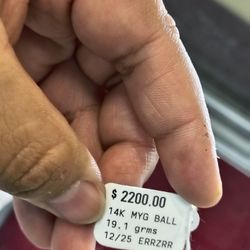 $ 2200.00
14K MYG BALL
19.1 grms
12/25 ERRZRR